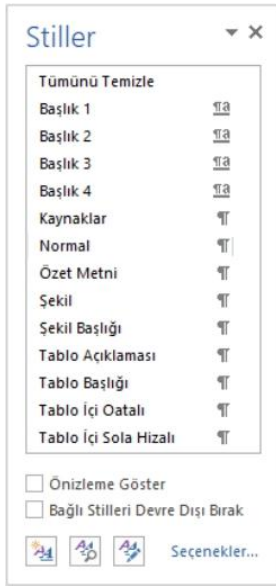 Stiller
Tümünü Temizle
Başlık 1
Başlık 2
Başlık 3
Başlık 4
Kaynaklar
Normal
Özet Metni
Şekil
Şekil Başlığı
Tablo Açıklaması
Tablo Başlığı
Tablo İçi Oatalı
Tablo İçi Sola Hizalı
Önizleme Göster
Bağlı Stilleri Devre Dışı Bırak
Seçenekler...